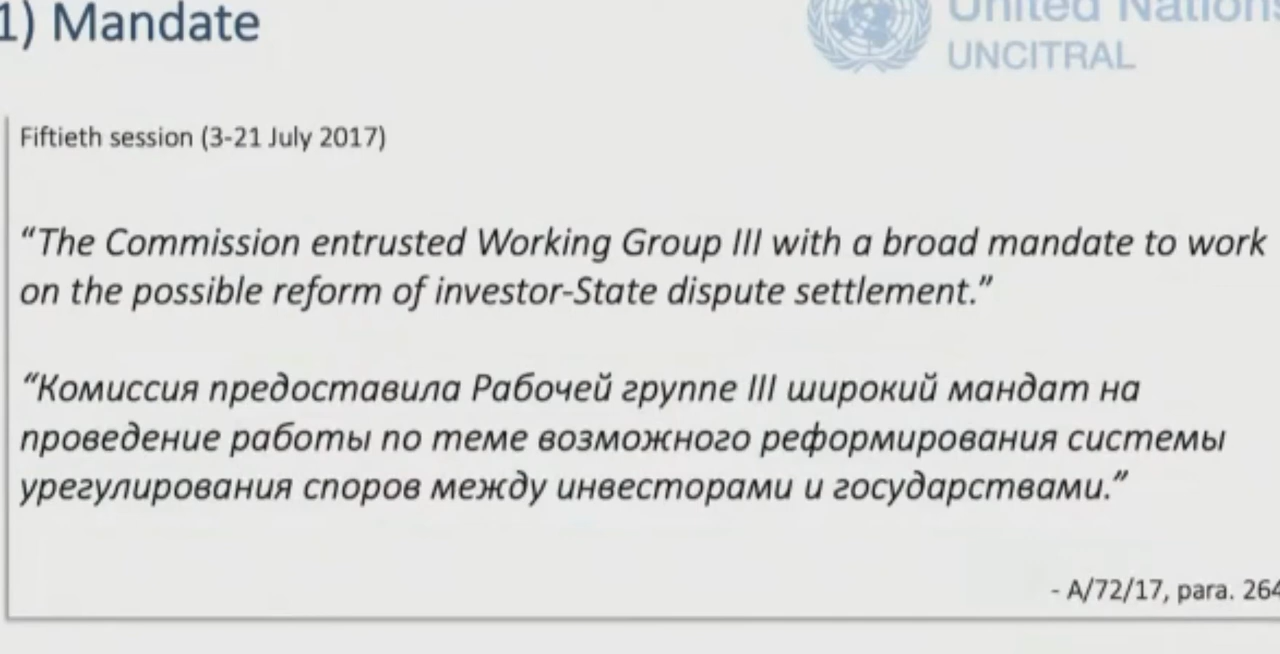 1) Mandate
United Nations
UNCITRAL
Fiftieth session (3-21 July 2017)
“The Commission entrusted Working Group III with a broad mandate to work
on the possible reform of investor-State dispute settlement.”
“Комиссия предоставила Рабочей группе III широкий мандат на
проведение работы по теме возможного реформирования системы
урегулирования споров между инвесторами и государствами.”
- A/72/17, para. 264